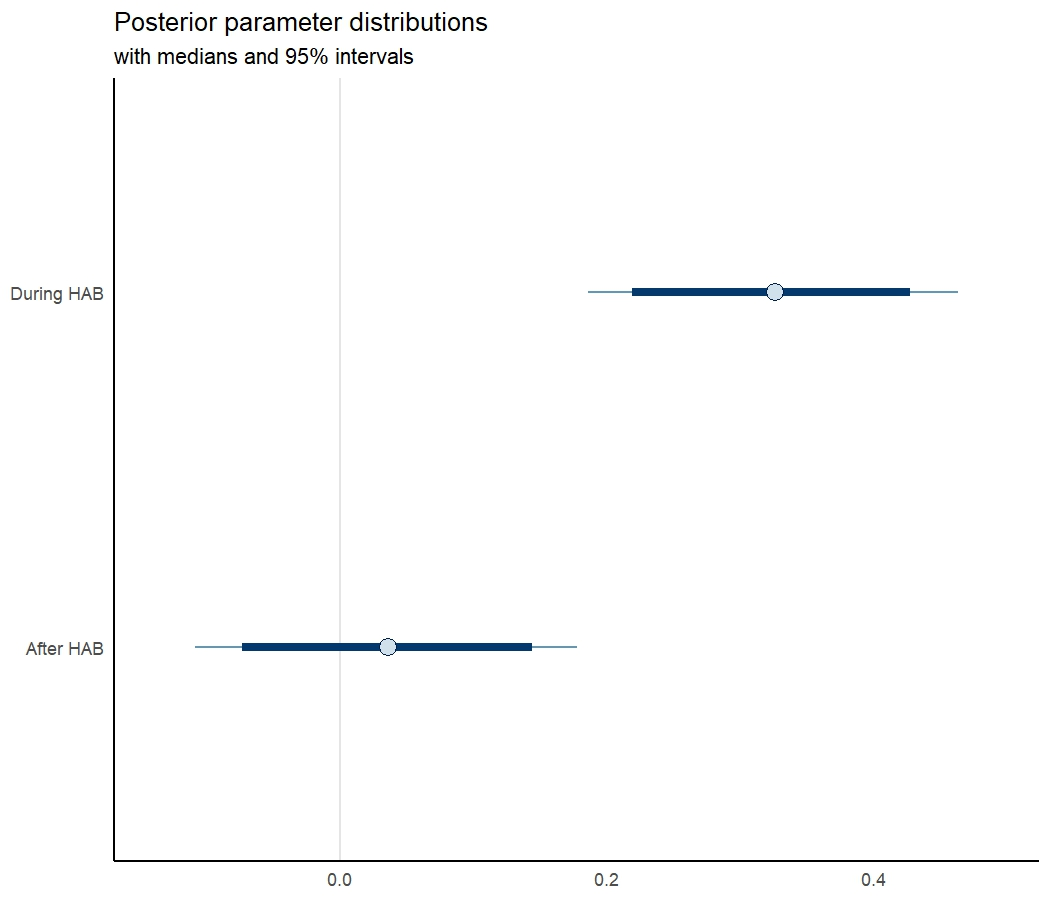 Posterior parameter distributions
with medians and 95% intervals
During HAB
After HAB
0.0 0.2 0.4